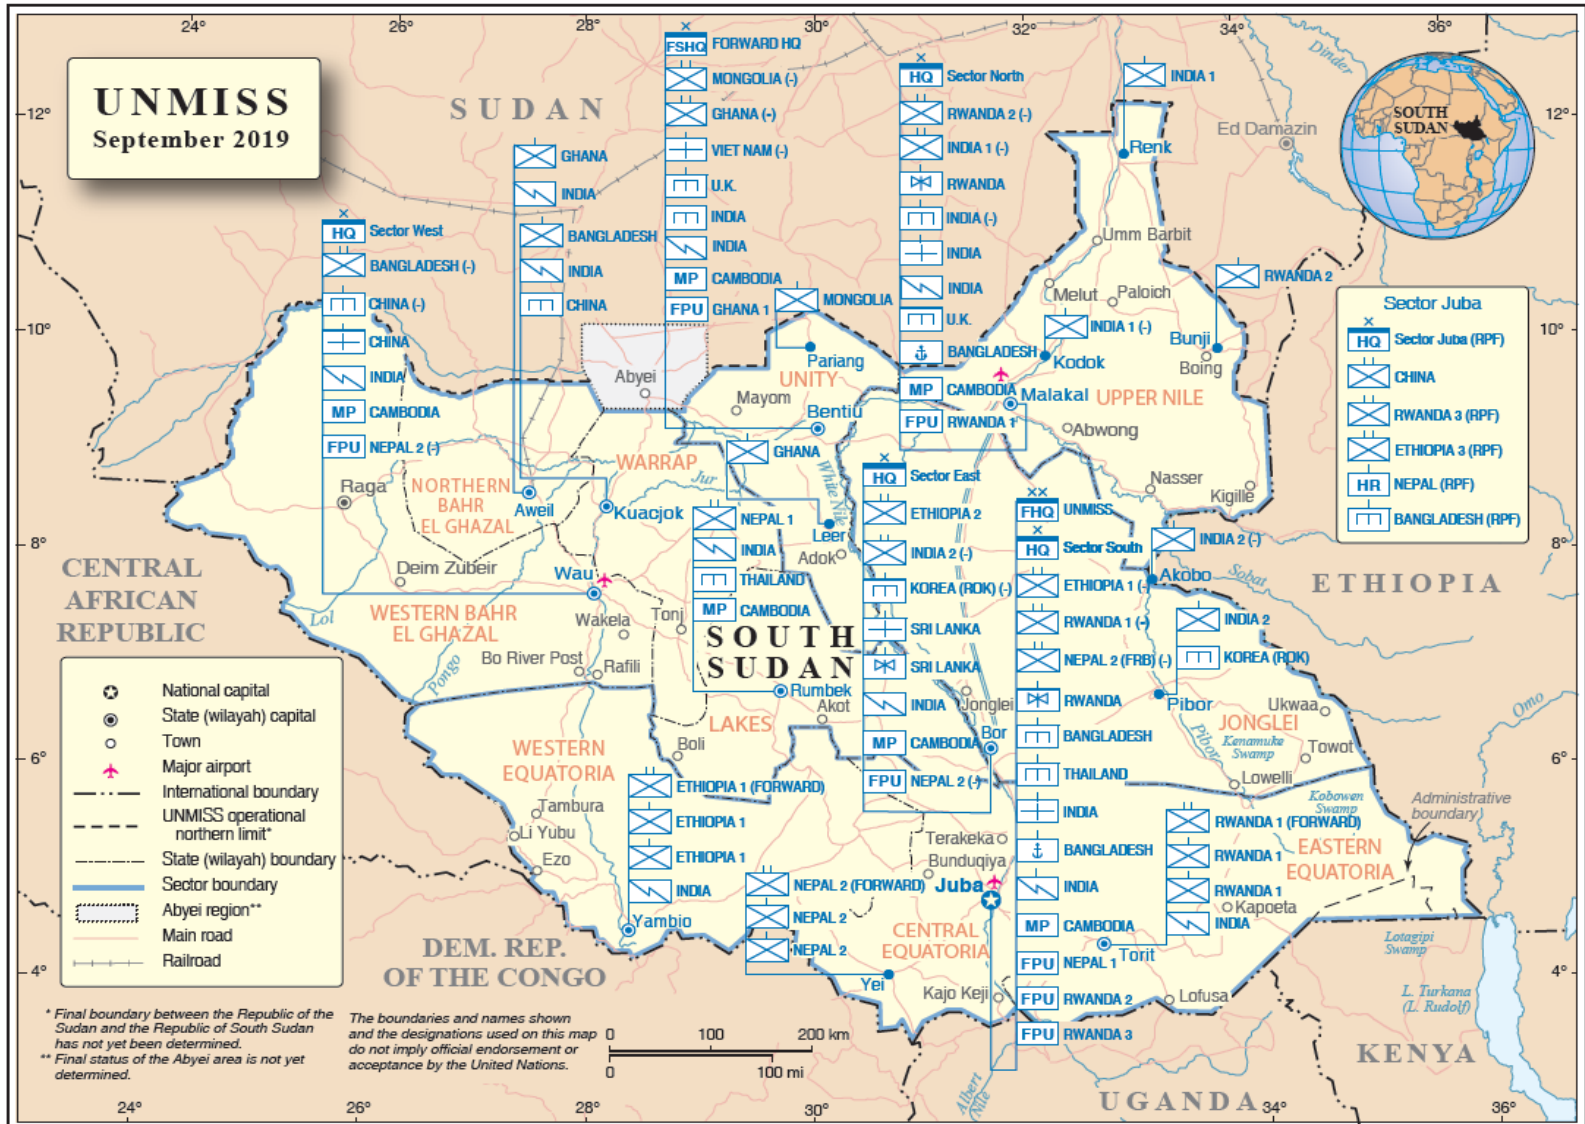 24°
26°
28°
30°
32°
34°
36°
UNMISS
September 2019
SUDAN
12°
12°
10°
10°
8°
8°
6°
6°
4°
4°
FSHQ FORWARD HQ
MONGOLIA (-)
GHANA (-)
VIET NAM (-)
U.K.
INDIA
INDIA
MP CAMBODIA
FPU GHANA 1
HQ Sector North
RWANDA 2 (-)
INDIA 1 (-)
RWANDA
INDIA (-)
INDIA
INDIA
U.K.
BANGLADESH
MP CAMBODIA
FPU RWANDA 1
INDIA 1
Renk
Ed Damazin
Dinder
SOUTH
SUDAN
GHANA
INDIA
BANGLADESH
INDIA
CHINA
HQ Sector West
BANGLADESH (-)
CHINA (-)
CHINA
INDIA
MP CAMBODIA
FPU NEPAL 2 (-)
MONGOLIA
Pariang
UNITY
Abyei
Mayom
Bentiu
Umm Barbit
Melut
Paloich
INDIA 1 (-)
Kodok
RWANDA 2
Bunji
Boing
Malakal
UPPER NILE
Abwong
Nasser
Kigille
Sector Juba
HQ Sector Juba (RPF)
CHINA
RWANDA 3 (RPF)
ETHIOPIA 3 (RPF)
HR NEPAL (RPF)
BANGLADESH (RPF)
Raga
NORTHERN
BAHR
EL GHAZAL
Aweil
WARRAP
Jur
Kuacjok
GHANA
White Nile
Leer
Adok
CENTRAL
AFRICAN
REPUBLIC
Deim Zubeir
Wau
WESTERN BAHR
EL GHAZAL
Lol
Pongo
Wakela
Tonj
Bo River Post
Rafili
NEPAL 1
INDIA
THAILAND
MP CAMBODIA
SOUTH
SUDAN
Rumbek
Akot
LAKES
Boli
HQ Sector East
ETHIOPIA 2
INDIA 2 (-)
KOREA (ROK) (-)
SRI LANKA
SRI LANKA
INDIA
MP CAMBODIA
FPU NEPAL 2 (-)
Jonglei
Bor
FHQ UNMISS
HQ Sector South
ETHIOPIA 1 (-)
RWANDA 1 (-)
NEPAL 2 (FRB) (-)
RWANDA
BANGLADESH
THAILAND
INDIA
BANGLADESH
INDIA
MP CAMBODIA
FPU NEPAL 1
FPU RWANDA 2
FPU RWANDA 3
INDIA 2 (-)
Akobo
Sobat
ETHIOPIA
INDIA 2
KOREA (ROK)
Pibor
Pibor
JONGLEI
Ukwaa
Kenamuke
Swamp
Towot
Lowelli
Kobowen
Swamp
Omo
Administrative
boundary
RWANDA 1 (FORWARD)
RWANDA 1
RWANDA 1
INDIA
EASTERN
EQUATORIA
Kapoeta
Torit
Lofusa
Lotagipi
Swamp
L. Turkana
(L. Rudolf)
KENYA
UGANDA
WESTERN
EQUATORIA
Tambura
Li Yubu
Ezo
ETHIOPIA 1 (FORWARD)
ETHIOPIA 1
ETHIOPIA 1
INDIA
Yambio
NEPAL 2 (FORWARD)
NEPAL 2
NEPAL 2
Yei
Terakeka
Bunduqiya
Juba
CENTRAL
EQUATORIA
Kajo Keji
Albert
Nile
DEM. REP.
OF THE CONGO
National capital
State (wilayah) capital
Town
Major airport
International boundary
UNMISS operational
northern limit*
State (wilayah) boundary
Sector boundary
Abyei region**
Main road
Railroad
* Final boundary between the Republic of the
Sudan and the Republic of South Sudan
has not yet been determined.
** Final status of the Abyei area is not yet
determined.
The boundaries and names shown
and the designations used on this map
do not imply official endorsement or
acceptance by the United Nations.
0 100 200 km
0 100 mi
24°
26°
28°
30°
34°
36°